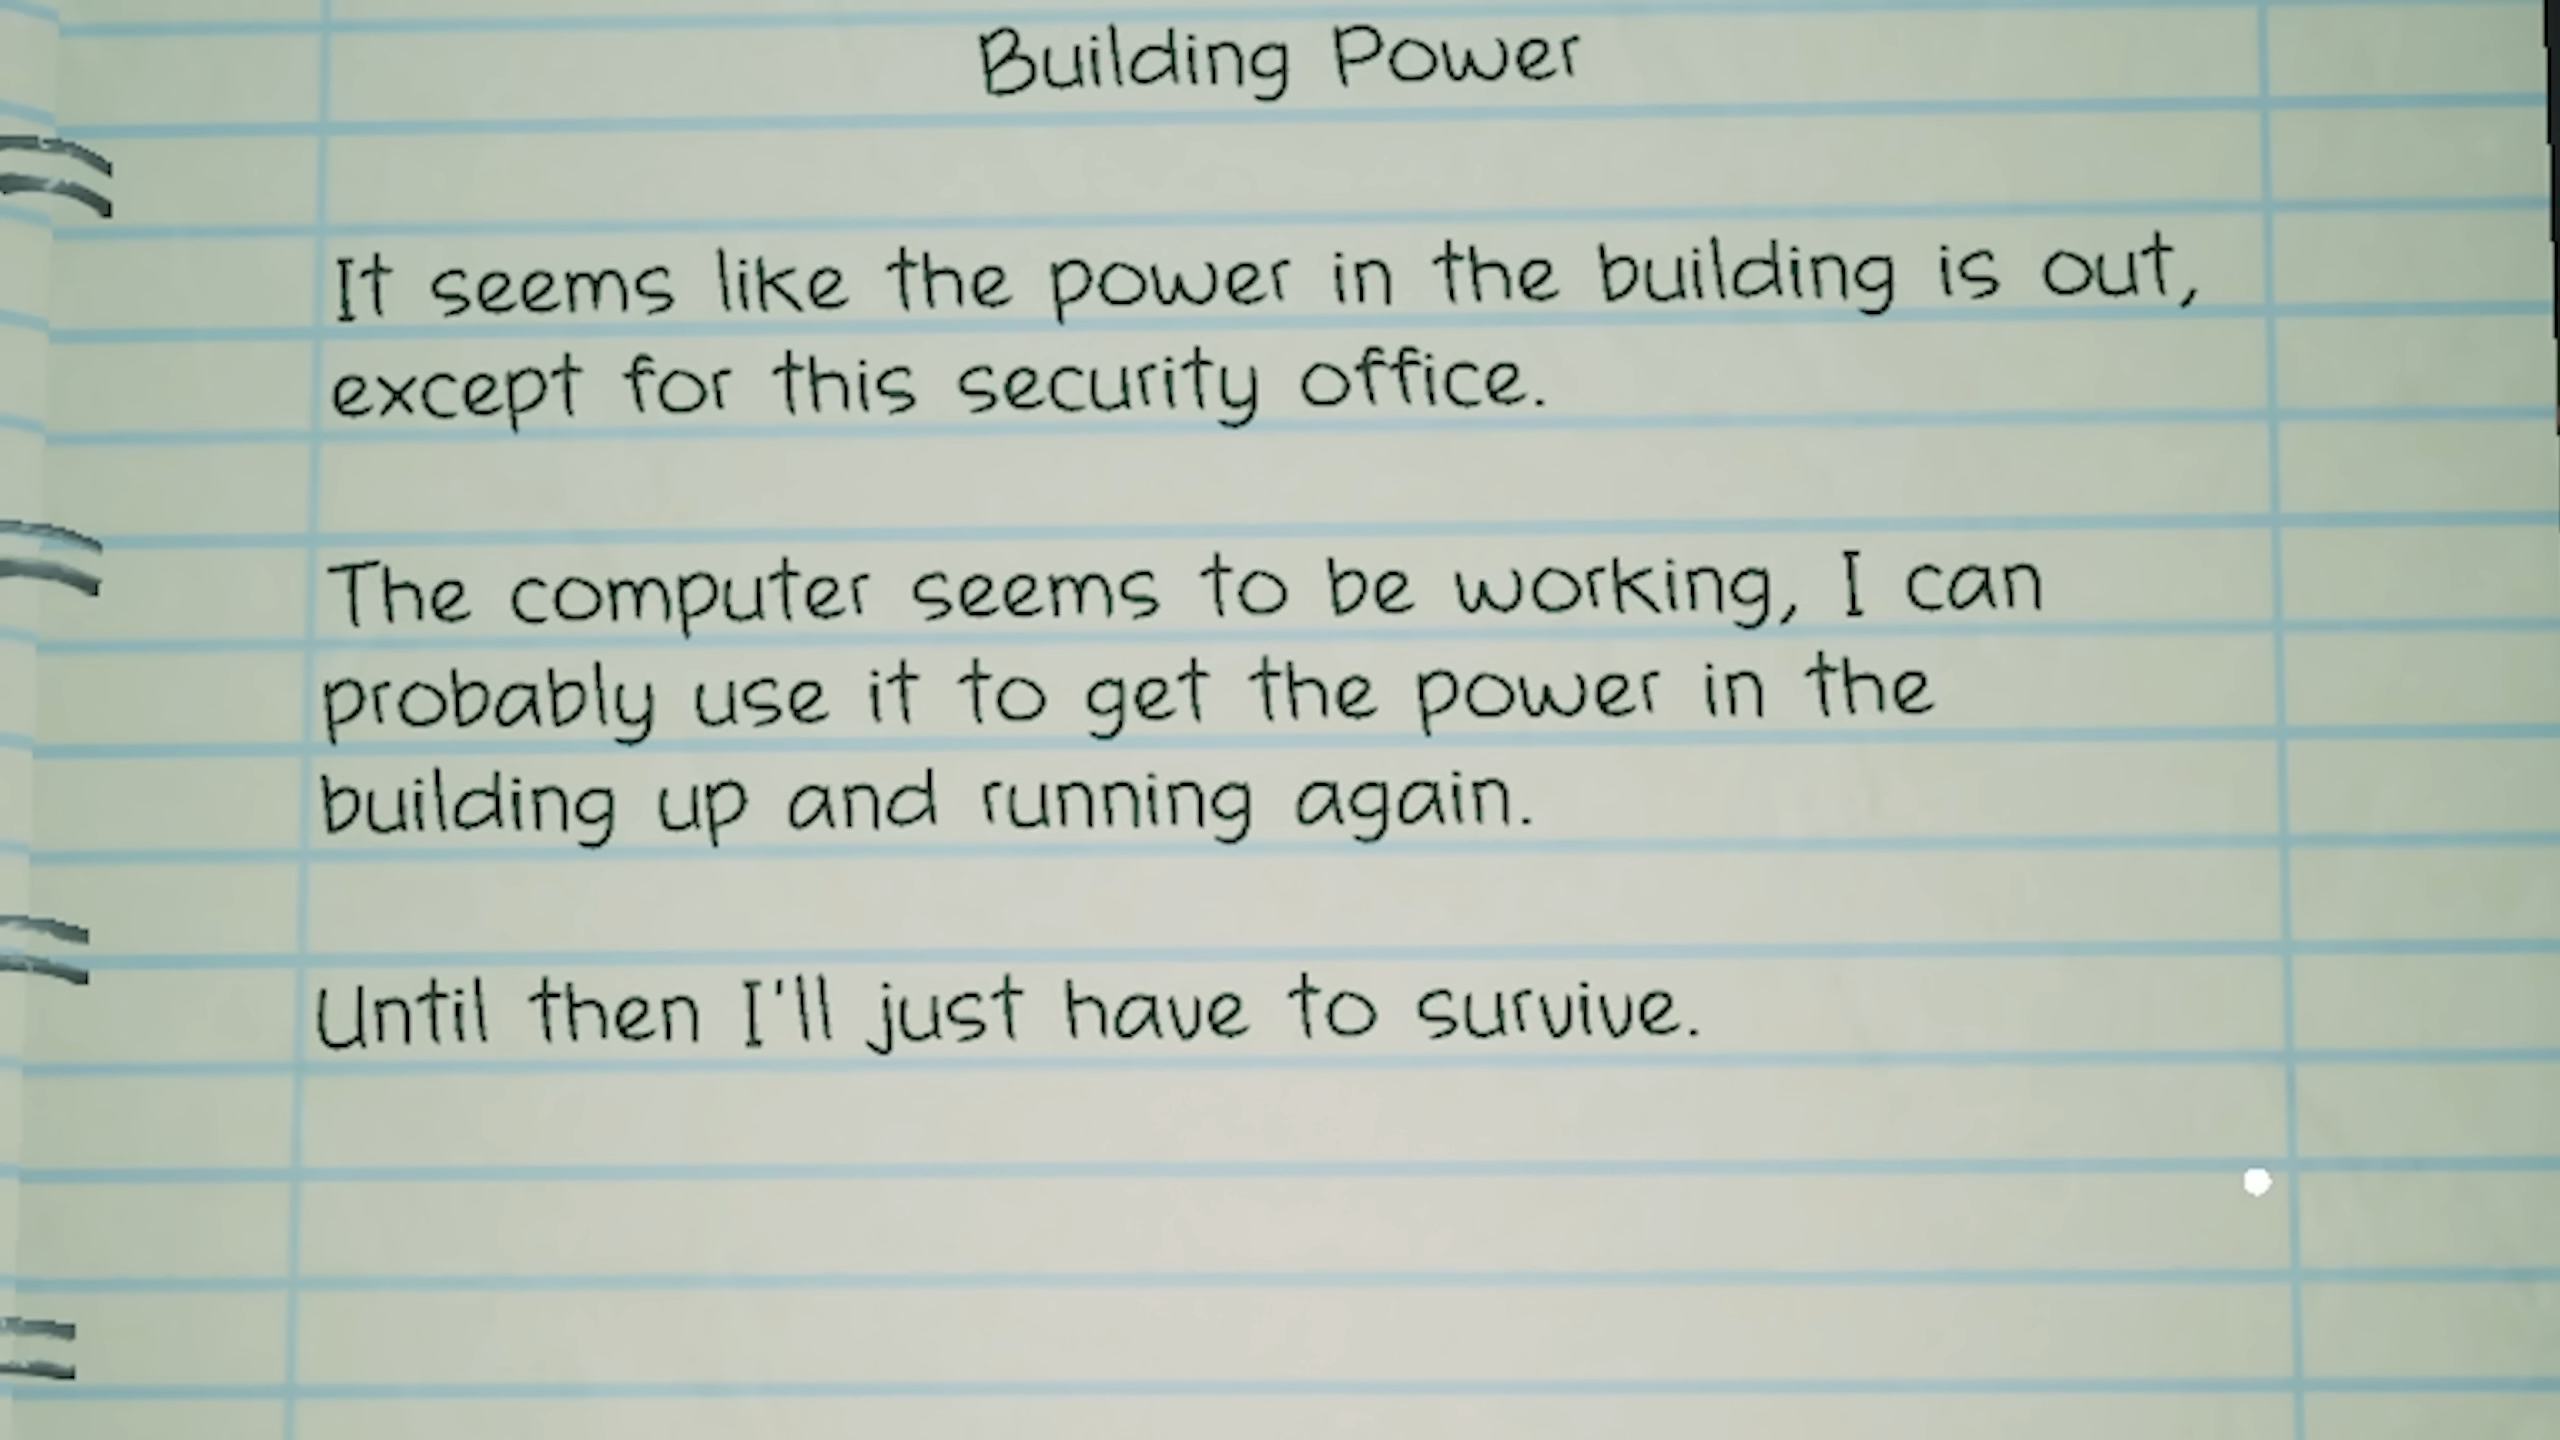 Building Power
It seems like the power in the building is out,
except for this security office.
The computer seems to be working, I can
probably use it to get the power in the
building up and running again.
Until then I'll just have to survive.